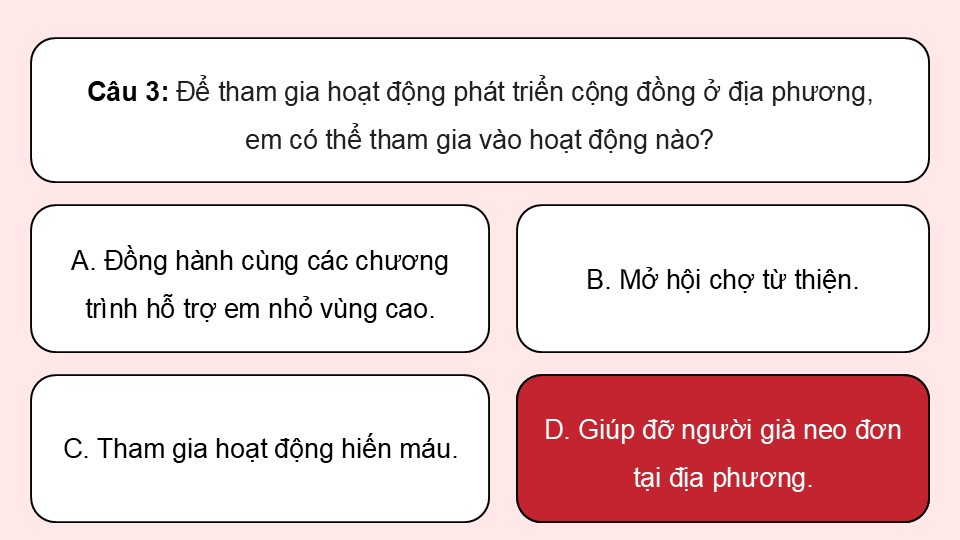 Câu 3: Để tham gia hoạt động phát triển cộng đồng ở địa phương,
em có thể tham gia vào hoạt động nào?
A. Đồng hành cùng các chương
trình hỗ trợ em nhỏ vùng cao.
B. Mở hội chợ từ thiện.
C. Tham gia hoạt động hiến máu.
D. Giúp đỡ người già neo đơn
tại địa phương.